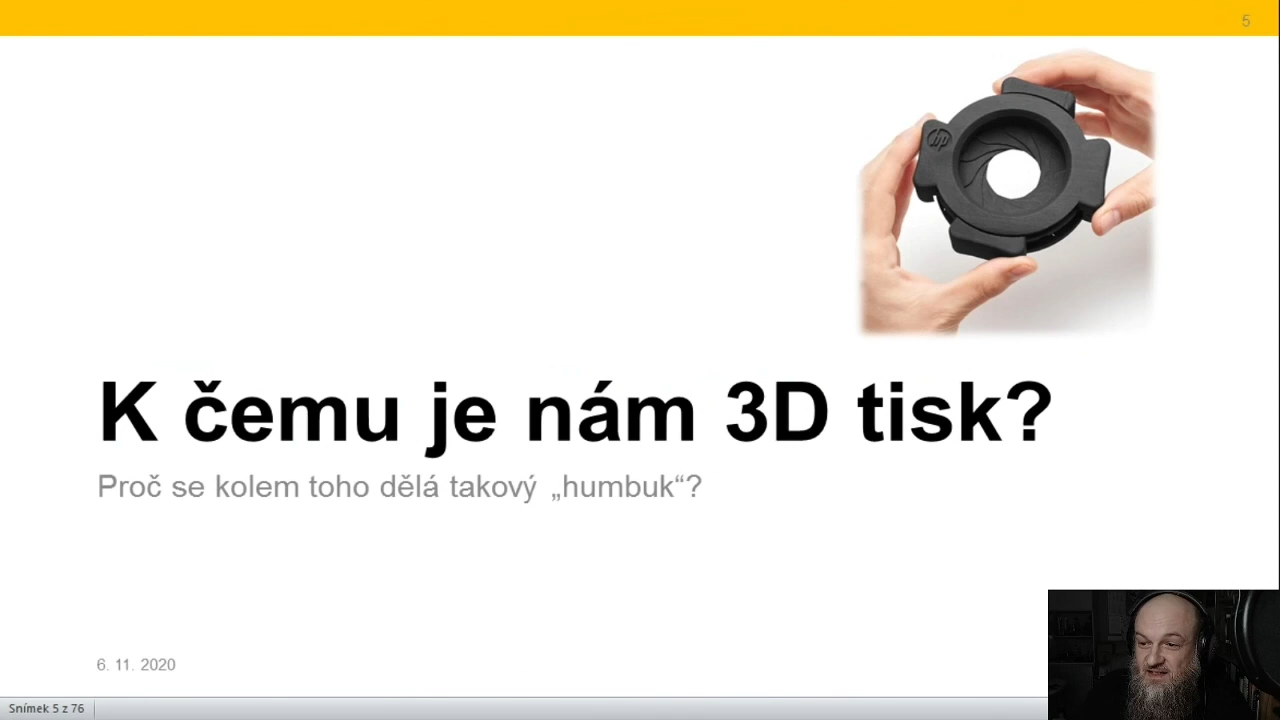 5
hp
K čemu je nám 3D tisk?
Proč se kolem toho dělá takový „humbuk“?
6. 11. 2020
Snímek 5 z 76